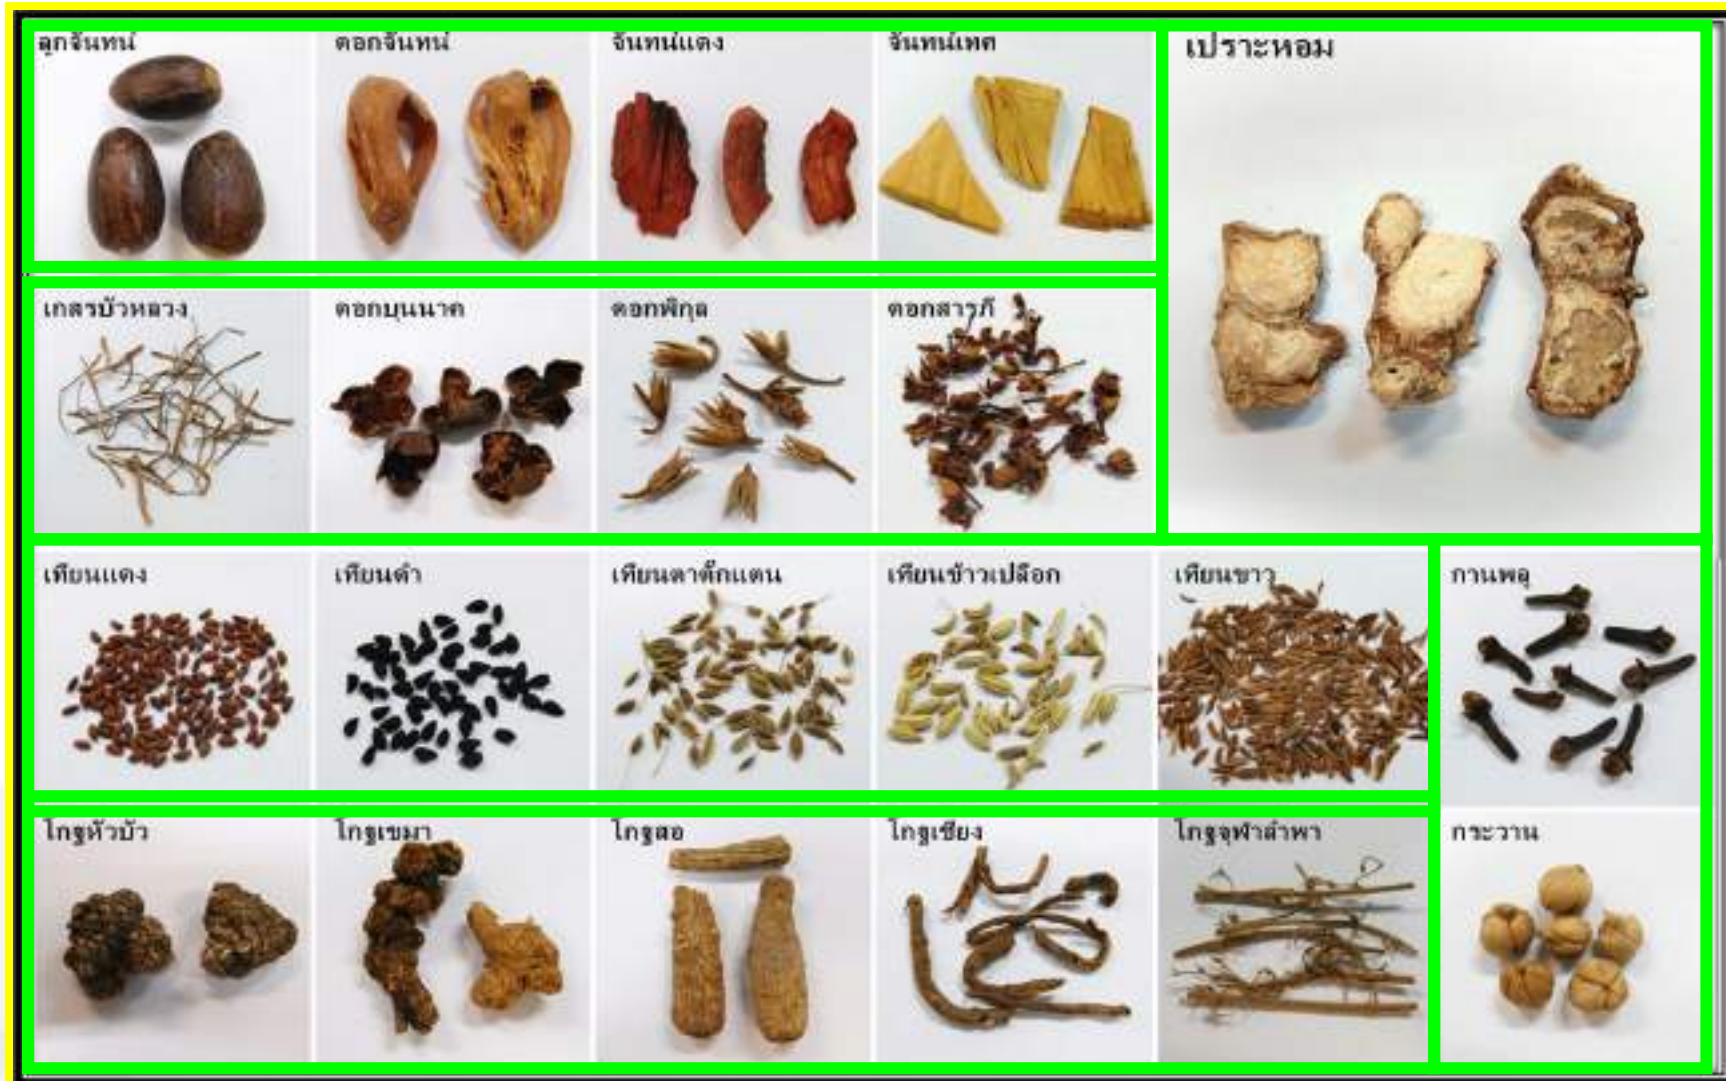 ลูกจันทน์
ดอกจันทน์
จันทน์แดง
จันทน์เทศ
เปราะหอม
เกสรบัวหลวง
ดอกบุนนาค
ดอกพิกุล
ดอกสารภี
เทียนแดง
เทียนดำ
เทียนตาตั๊กแตน
เทียนข้าวเปลือก
เทียนขาว
กานพลุ
โกฐหัวบัว
โกฐเขมา
โกฐสอ
โกฐเชียง
โกฐจุฬาลำพา
กระวาน